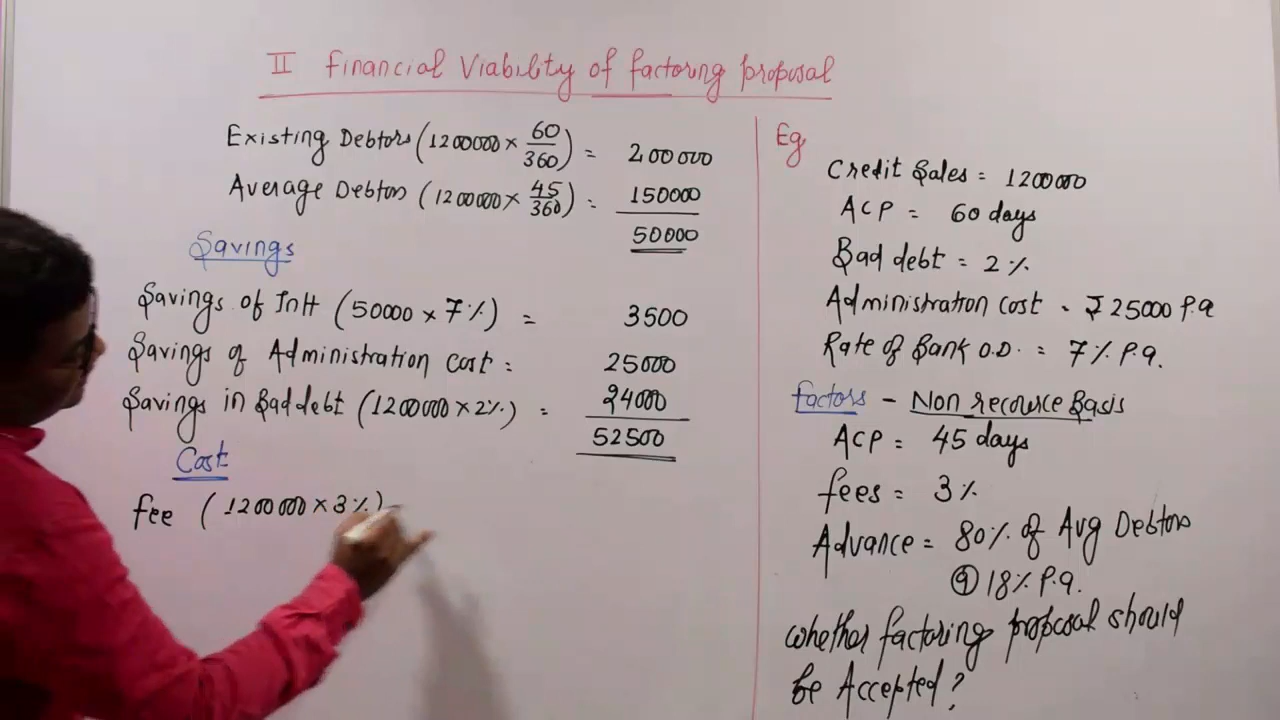 II Financial Viability of factoring proposal
Existing Debtors (1200000 × 60/360) = 200000
Average Debtors (1200000 × 45/360) = 150000
50000
Savings
Savings of Intt (50000 × 7%) = 3500
Savings of Administration cost = 25000
Savings in Bad debt (1200000 × 2%) = 24000
52500
Cost
fee (1200000 × 3%)
Eg
Credit Sales = 1200000
ACP = 60 days
Bad debt = 2%
Administration cost = ₹ 25000 P.a
Rate of Bank O.D. = 7% P.a.
factors - Non recource Basis
ACP = 45 days
fees = 3%
Advance = 80% of Avg Debtors
@ 18% P.a.
Whether factoring proposal should
be Accepted?